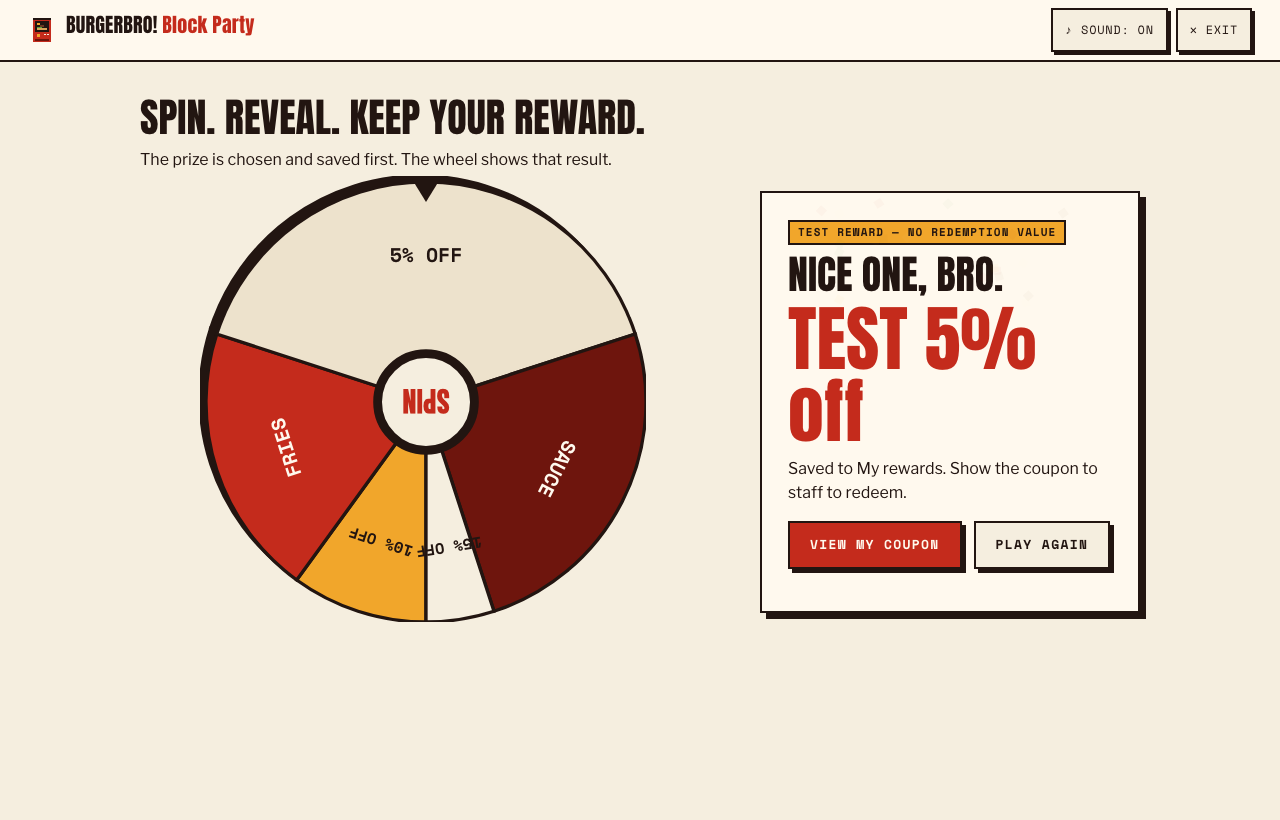 BURGERBRO! Block Party
♪ SOUND: ON
× EXIT
SPIN. REVEAL. KEEP YOUR REWARD.
The prize is chosen and saved first. The wheel shows that result.
5% OFF
FRIES
SPIN
SAUCE
10% OFF
15% OFF
TEST REWARD — NO REDEMPTION VALUE
NICE ONE, BRO.
TEST 5%
Off
Saved to My rewards. Show the coupon to
staff to redeem.
VIEW MY COUPON
PLAY AGAIN